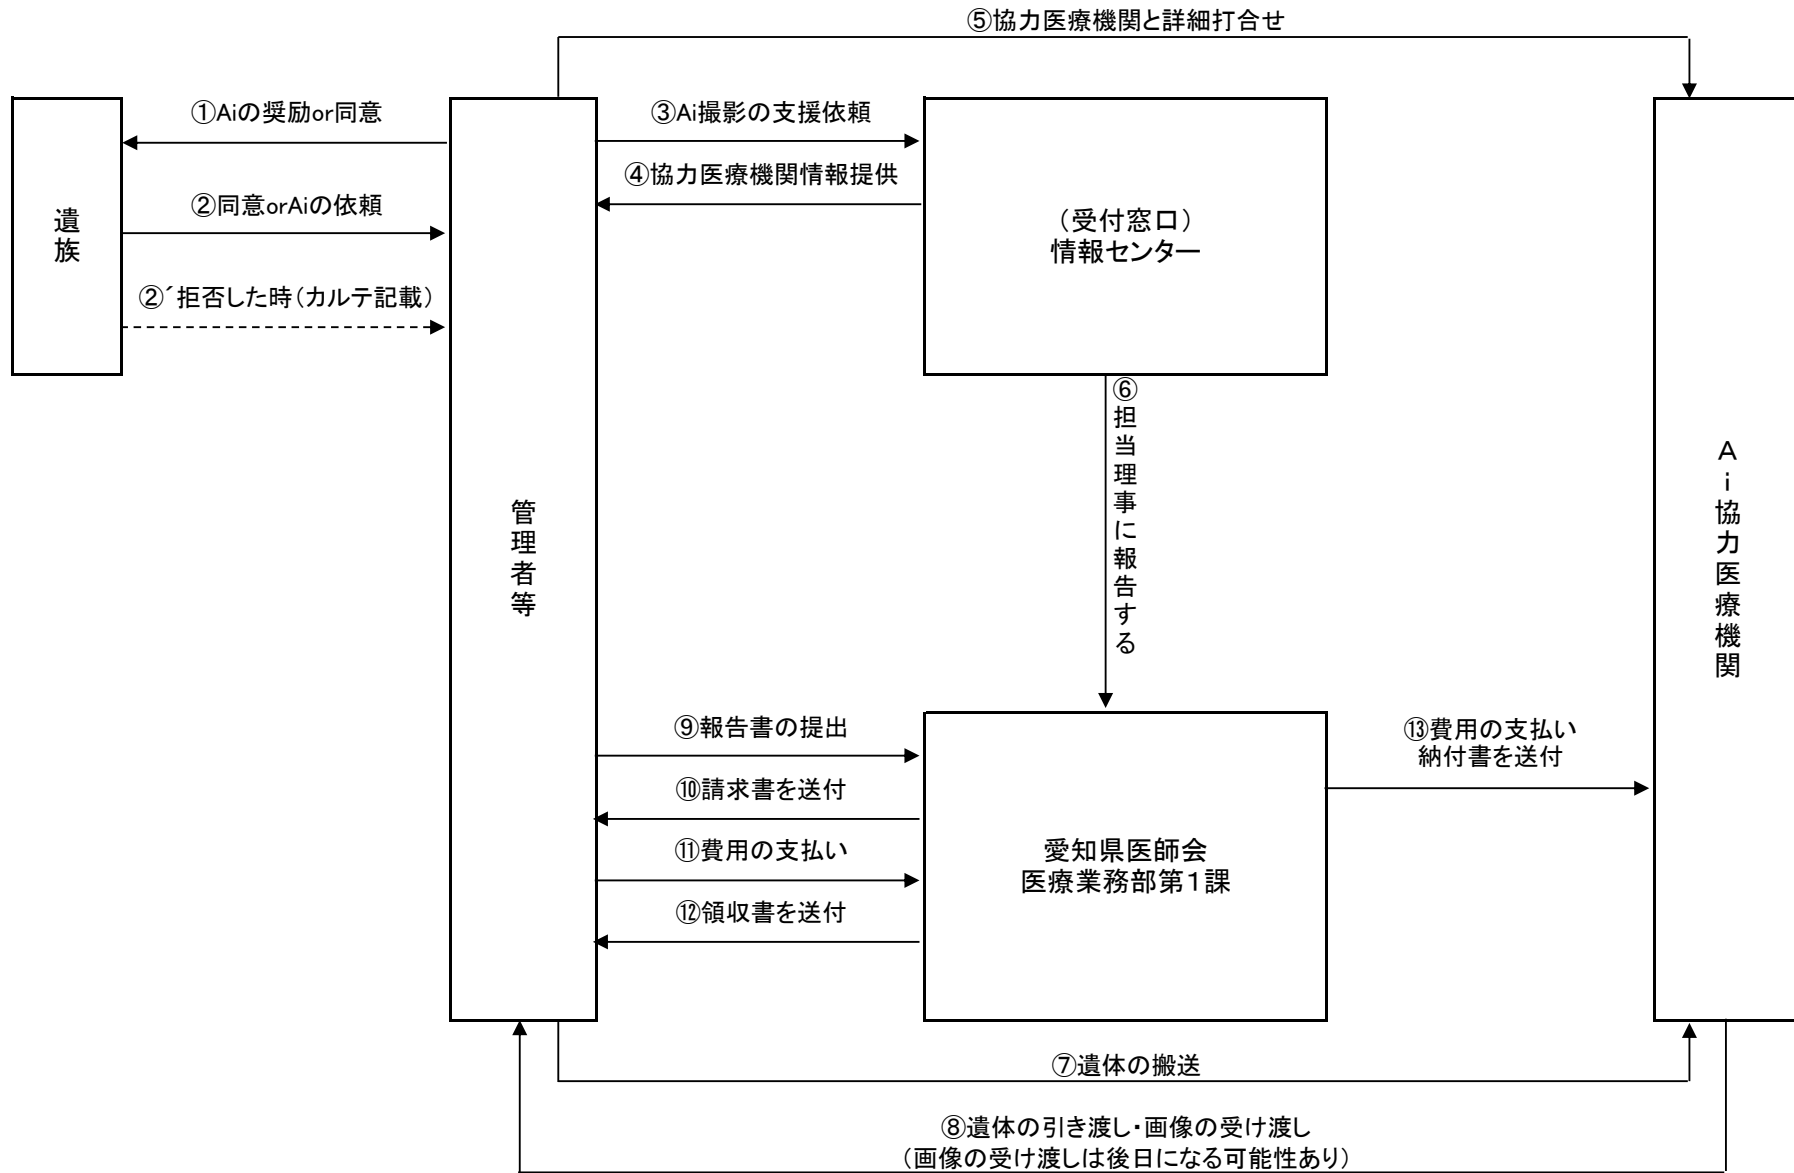 ⑤協力医療機関と詳細打合せ
①Aiの奨励or同意
③Ai撮影の支援依頼
④協力医療機関情報提供
②同意orAiの依頼
遺族
(受付窓口)
情報センター
②´拒否した時(カルテ記載)
⑥担当理事に報告する
Ai協力医療機関
管理者等
⑨報告書の提出
⑬費用の支払い
納付書を送付
⑩請求書を送付
⑪費用の支払い
愛知県医師会
医療業務部第1課
⑫領収書を送付
⑦遺体の搬送
⑧遺体の引き渡し・画像の受け渡し
(画像の受け渡しは後日になる可能性あり)